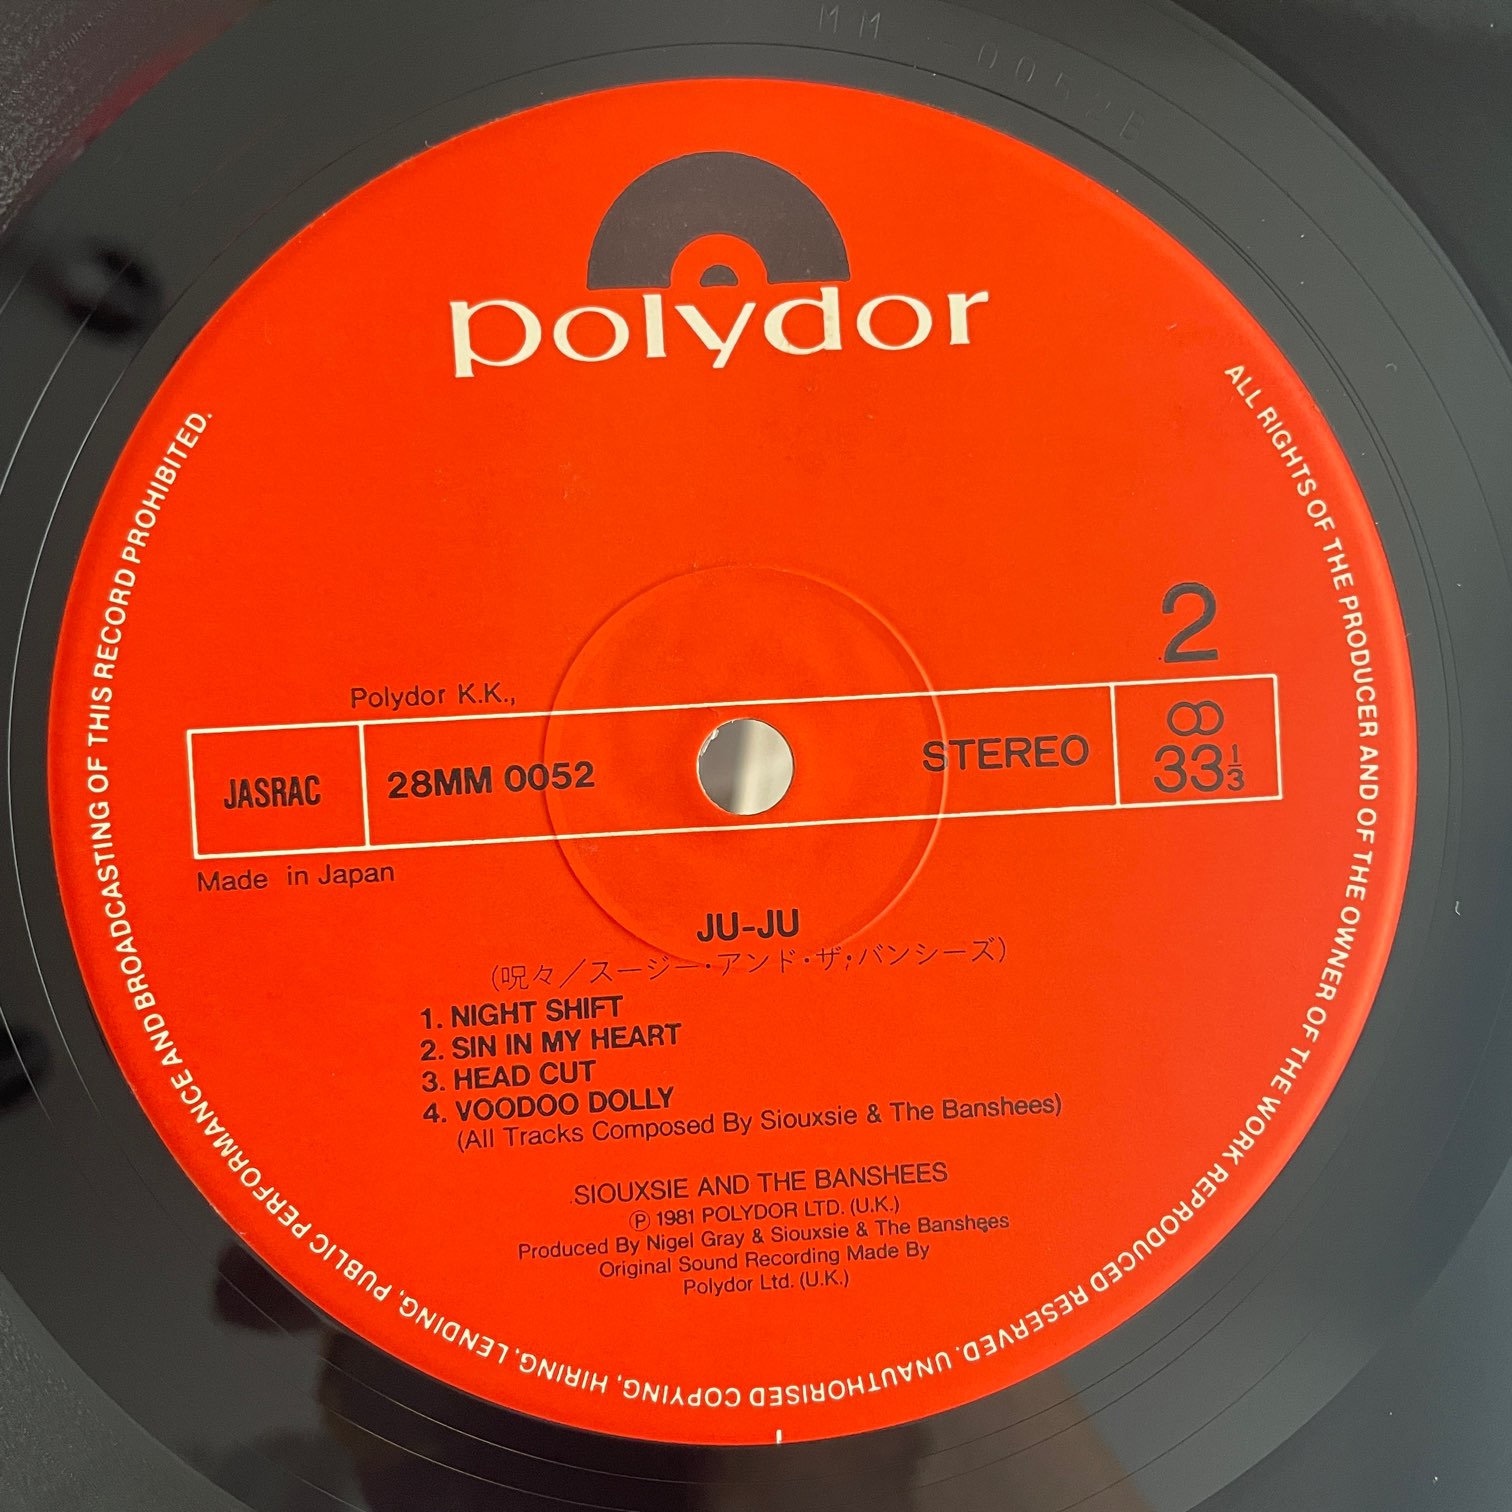 MM 0052B
polydor
2
Polydor K.K.,
JASRAC 28MM 0052 STEREO ∞ 33⅓
Made in Japan
JU-JU
(呪々／スージー・アンド・ザ・バンシーズ)
1. NIGHT SHIFT
2. SIN IN MY HEART
3. HEAD CUT
4. VOODOO DOLLY
(All Tracks Composed By Siouxsie & The Banshees)
SIOUXSIE AND THE BANSHEES
Ⓟ 1981 POLYDOR LTD. (U.K.)
Produced By Nigel Gray & Siouxsie & The Banshees
Original Sound Recording Made By
Polydor Ltd. (U.K.)
ALL RIGHTS OF THE PRODUCER AND OF THE OWNER OF THE WORK REPRODUCED RESERVED. UNAUTHORISED COPYING, HIRING, LENDING, PUBLIC PERFORMANCE AND BROADCASTING OF THIS RECORD PROHIBITED.